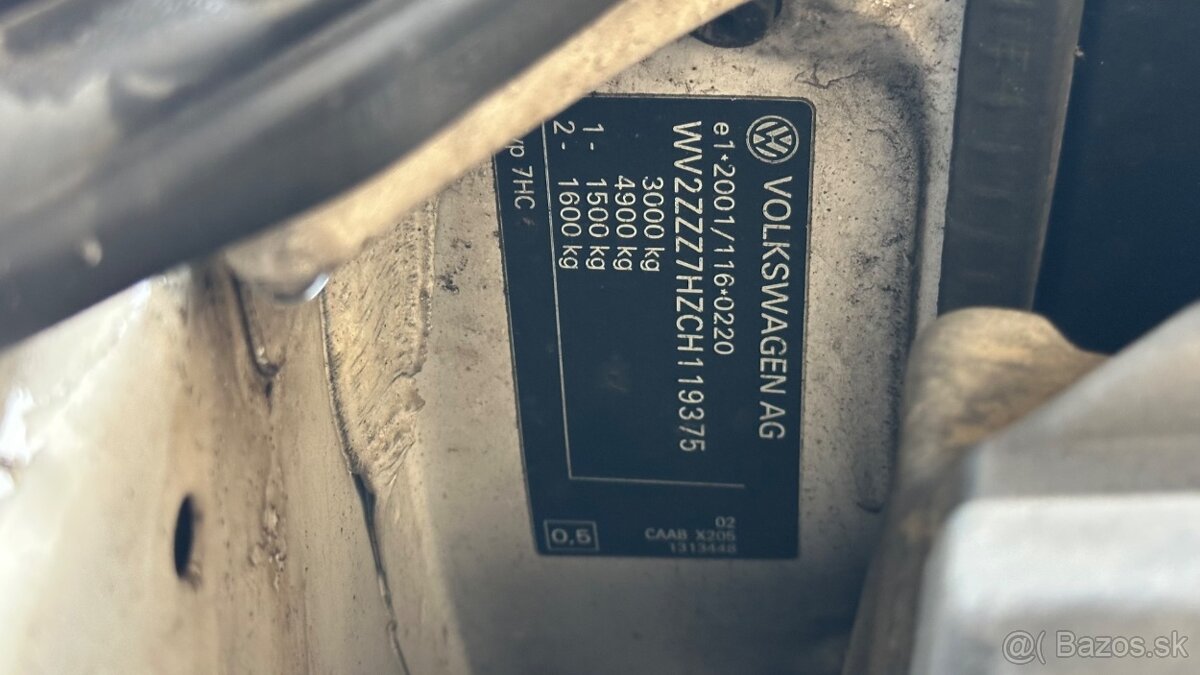 VOLKSWAGEN AG
e1*2001/116*0220
WV2ZZZ7HZCH119375
3000 kg
4900 kg
1- 1500 kg
2- 1600 kg
7HC
02
CAAB X205
1313448
0,5
@( Bazos.sk